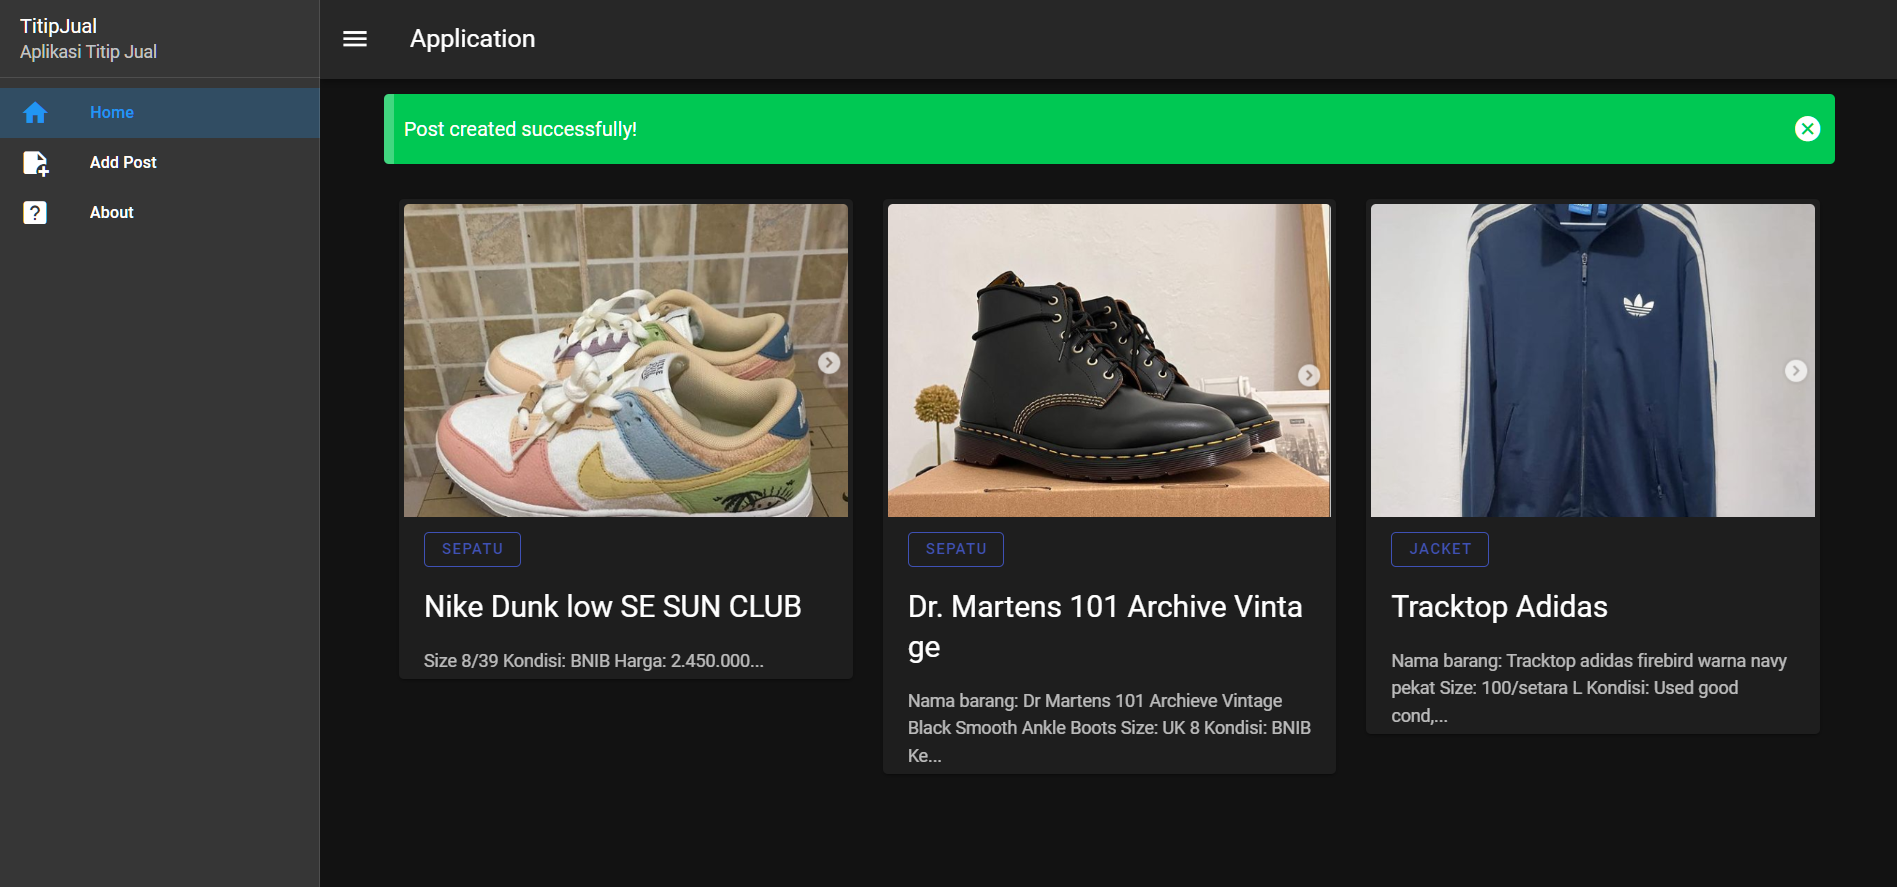 TitipJual
Aplikasi Titip Jual
Home
Add Post
About
Application
Post created successfully!
SEPATU
Nike Dunk low SE SUN CLUB
Size 8/39 Kondisi: BNIB Harga: 2.450.000...
SEPATU
Dr. Martens 101 Archive Vinta
ge
Nama barang: Dr Martens 101 Archieve Vintage
Black Smooth Ankle Boots Size: UK 8 Kondisi: BNIB
Ke...
JACKET
Tracktop Adidas
Nama barang: Tracktop adidas firebird warna navy
pekat Size: 100/setara L Kondisi: Used good
cond,...